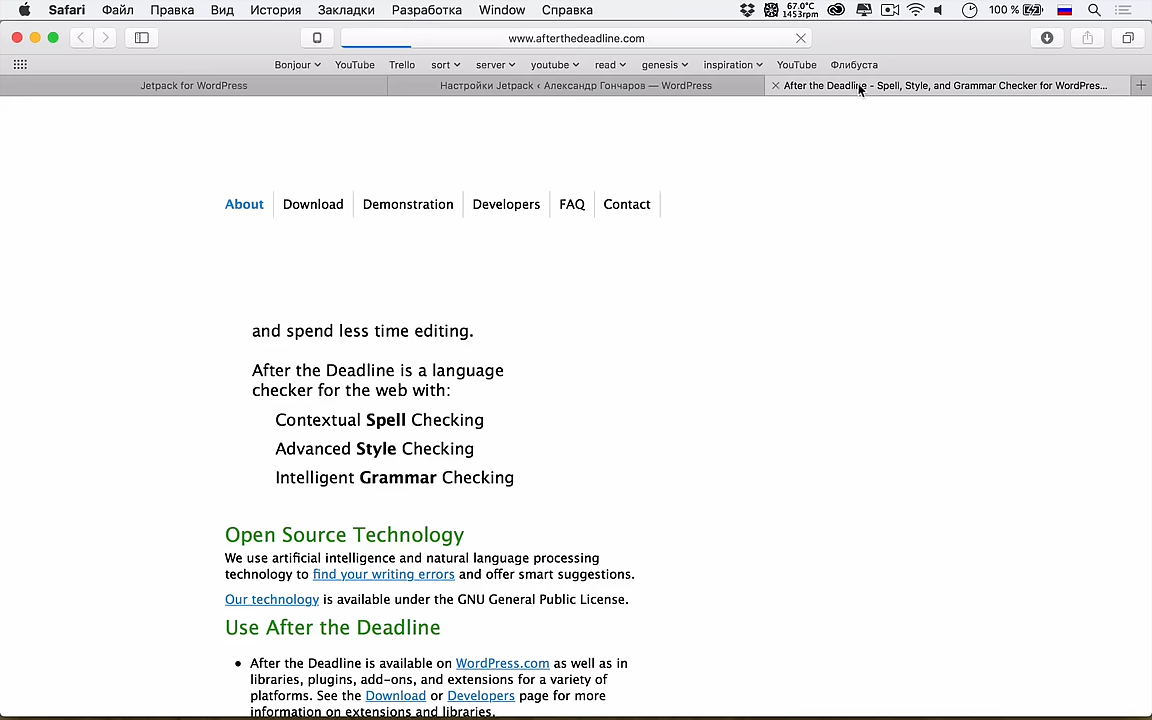 Safari Файл Правка Вид История Закладки Разработка Window Справка 67.0°C 1453rpm 100 %
www.afterthedeadline.com
Bonjour YouTube Trello sort server youtube read genesis inspiration YouTube Флибуста
Jetpack for WordPress Настройки Jetpack ‹ Александр Гончаров — WordPress After the Deadline - Spell, Style, and Grammar Checker for WordPres...
About Download Demonstration Developers FAQ Contact
and spend less time editing.
After the Deadline is a language
checker for the web with:
Contextual Spell Checking
Advanced Style Checking
Intelligent Grammar Checking
Open Source Technology
We use artificial intelligence and natural language processing
technology to find your writing errors and offer smart suggestions.
Our technology is available under the GNU General Public License.
Use After the Deadline
• After the Deadline is available on WordPress.com as well as in
libraries, plugins, add-ons, and extensions for a variety of
platforms. See the Download or Developers page for more
information on extensions and libraries.